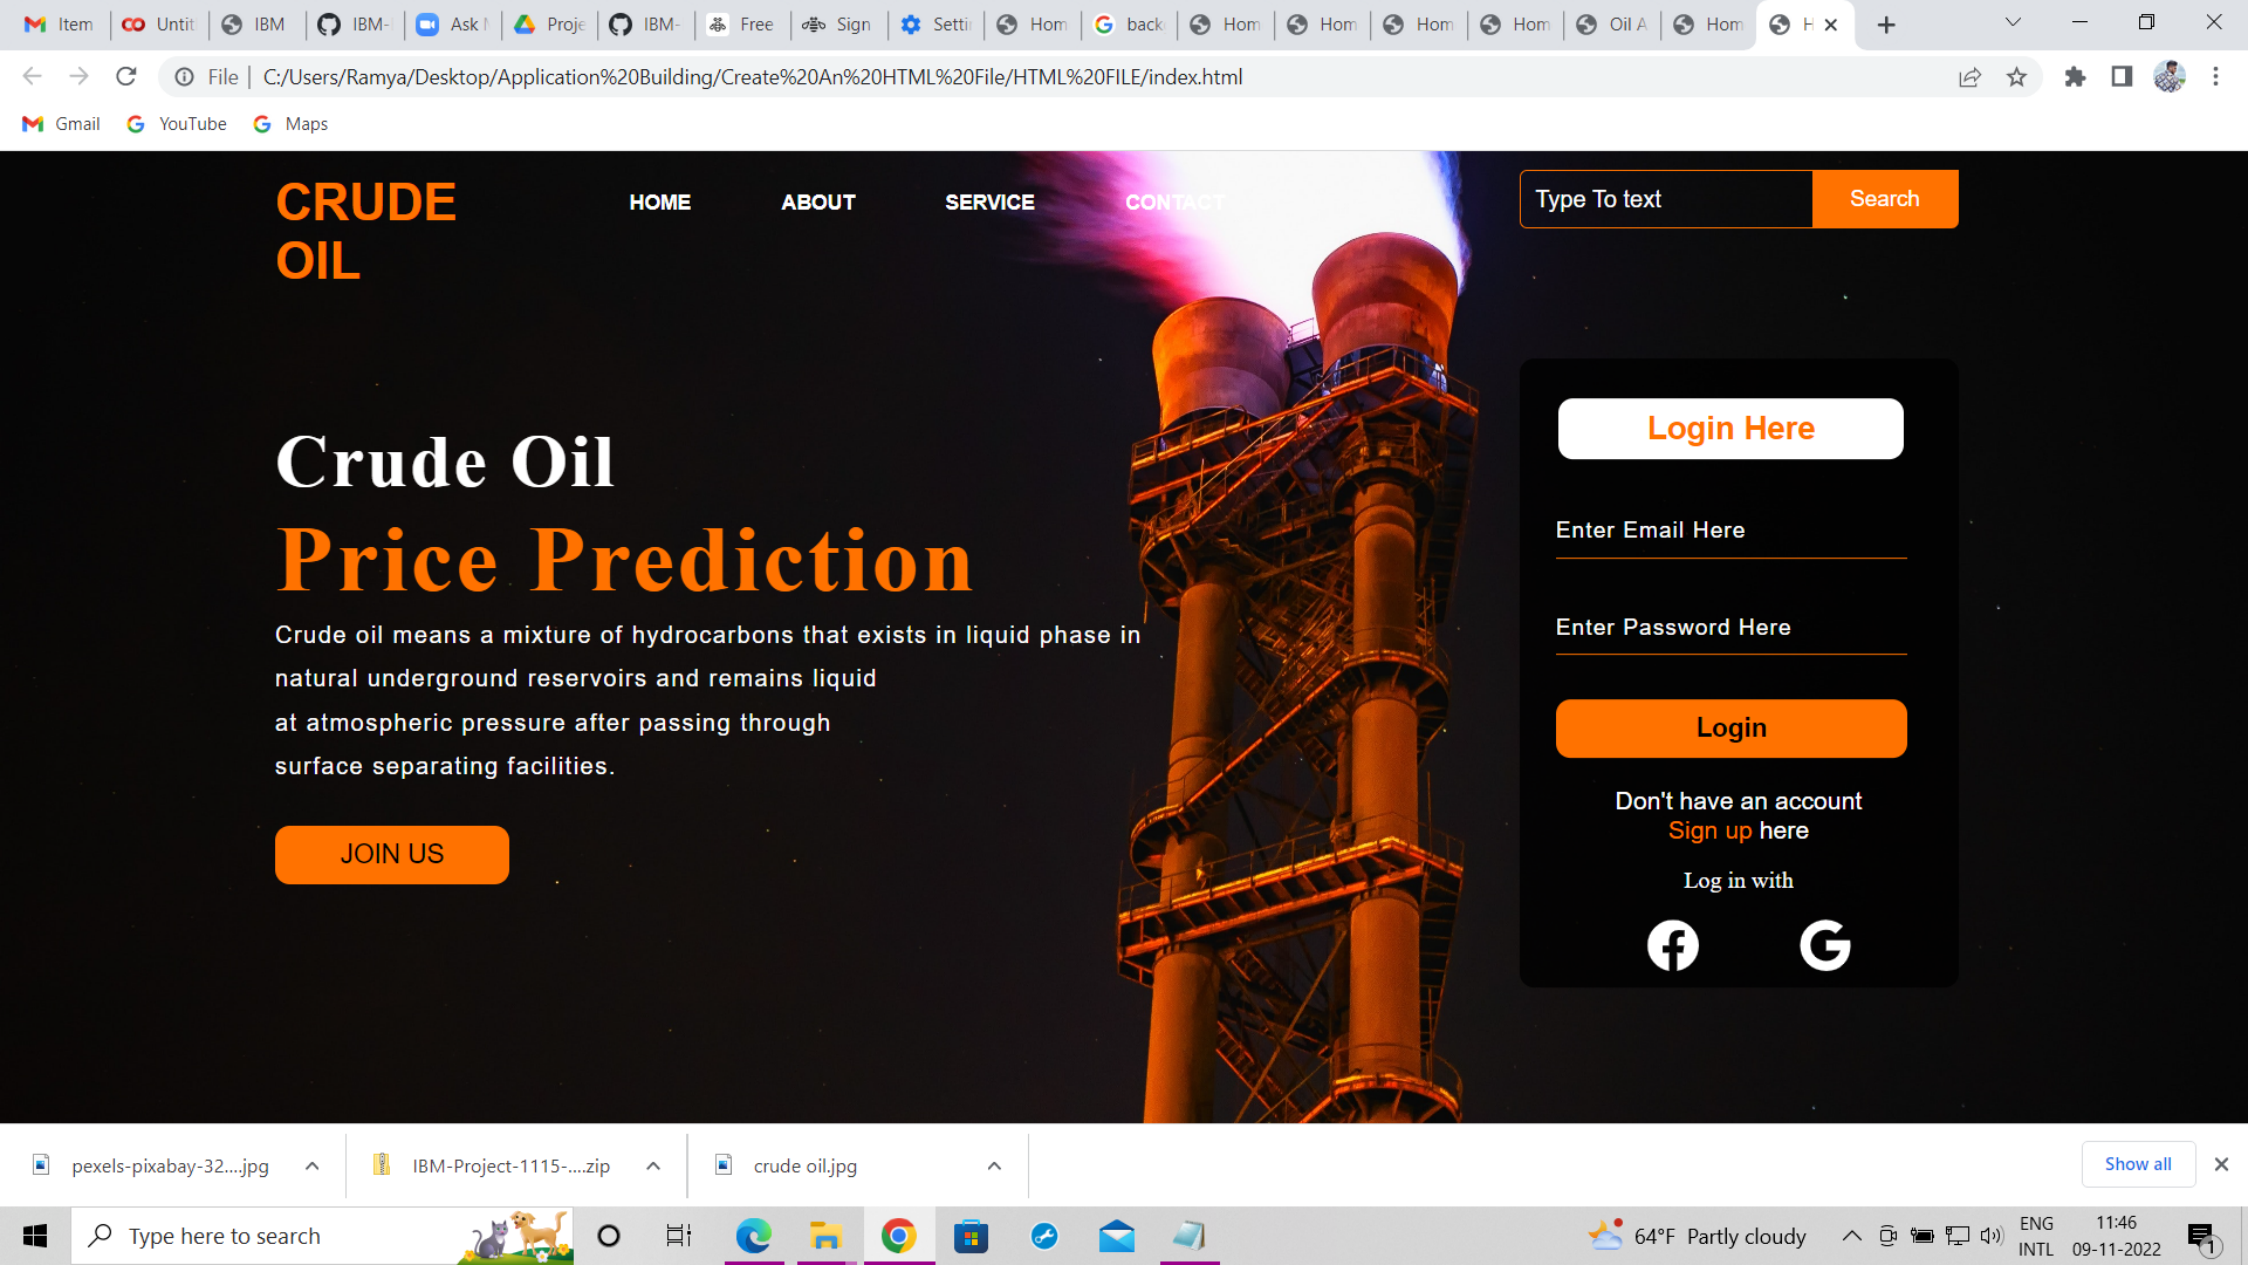 Item
Untit
IBM
IBM-
Ask M
Proje
IBM-
Free
Sign
Settin
Hom
back
Hom
Hom
Hom
Hom
Oil A
Hom
H
File
C:/Users/Ramya/Desktop/Application%20Building/Create%20An%20HTML%20File/HTML%20FILE/index.html
Gmail
YouTube
Maps
CRUDE
OIL
HOME
ABOUT
SERVICE
CONTACT
Type To text
Search
Crude Oil
Price Prediction
Crude oil means a mixture of hydrocarbons that exists in liquid phase in
natural underground reservoirs and remains liquid
at atmospheric pressure after passing through
surface separating facilities.
JOIN US
Login Here
Enter Email Here
Enter Password Here
Login
Don't have an account
Sign up here
Log in with
pexels-pixabay-32....jpg
IBM-Project-1115-....zip
crude oil.jpg
Show all
Type here to search
64°F Partly cloudy
ENG
INTL
11:46
09-11-2022
1